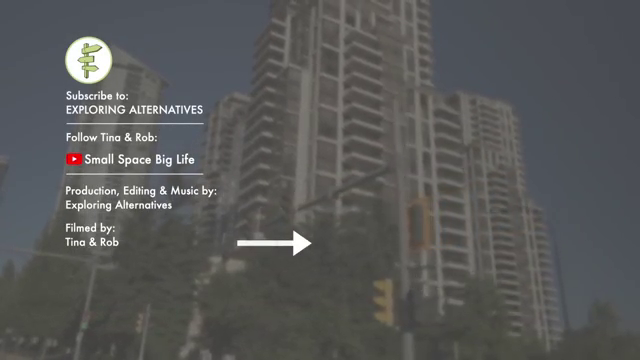 Subscribe to:
EXPLORING ALTERNATIVES
Follow Tina & Rob:
Small Space Big Life
Production, Editing & Music by:
Exploring Alternatives
Filmed by:
Tina & Rob